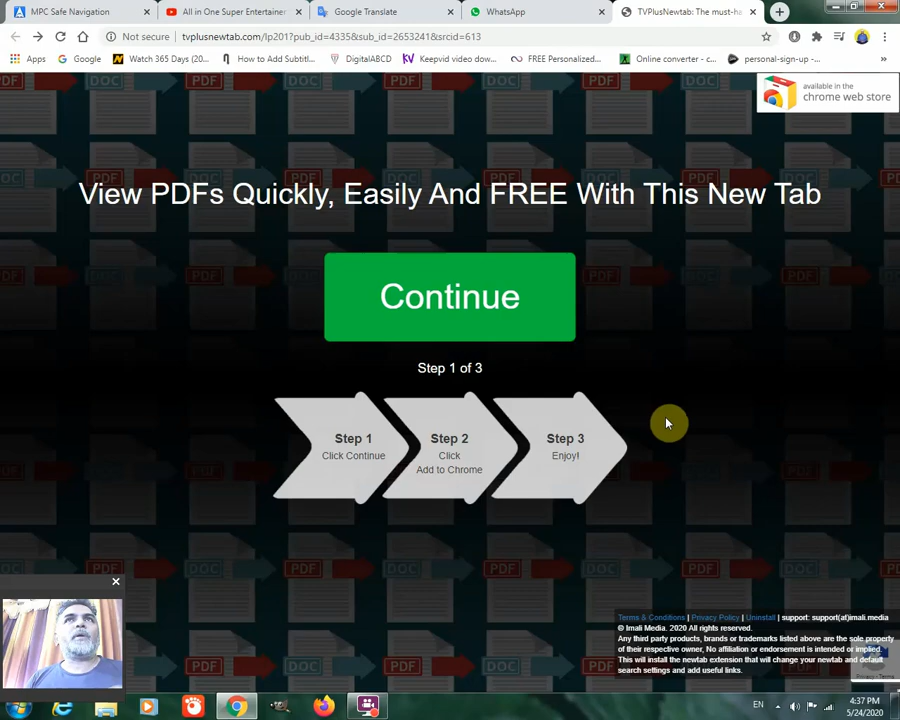 MPC Safe Navigation
All in One Super Entertainer
Google Translate
WhatsApp
TVPlusNewtab: The must-ha
Not secure
tvplusnewtab.com/lp201?pub_id=4335&sub_id=2653241&srcid=613
Apps
Google
Watch 365 Days (20...
How to Add Subtitl...
DigitalABCD
Keepvid video dow...
FREE Personalized...
Online converter - c...
personal-sign-up -...
available in the
chrome web store
View PDFs Quickly, Easily And FREE With This New Tab
Continue
Step 1 of 3
Step 1
Click Continue
Step 2
Click
Add to Chrome
Step 3
Enjoy!
Terms & Conditions | Privacy Policy | Uninstall | support: support(at)imali.media
© Imali Media. 2020 All rights reserved.
Any third party products, brands or trademarks listed above are the sole property
of their respective owner, No affiliation or endorsement is intended or implied.
This will install the newtab extension that will change your newtab and default
search settings and add useful links.
Privacy - Terms
EN
4:37 PM
5/24/2020